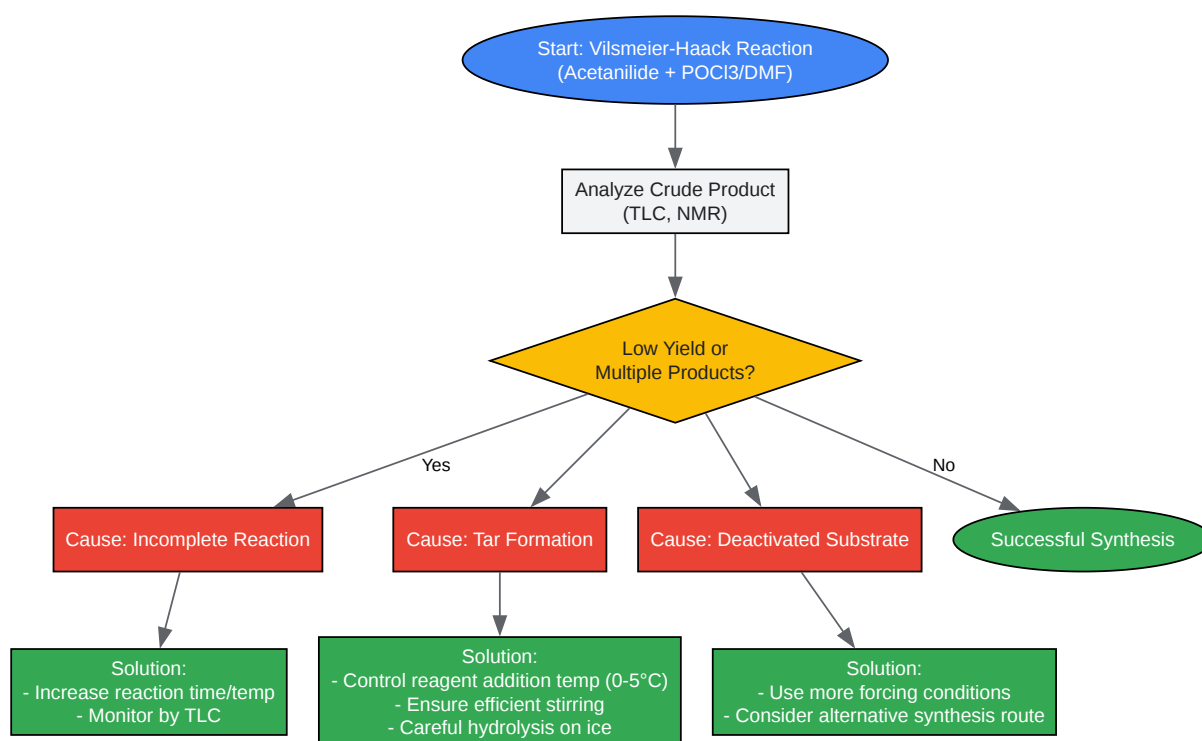 Start: Vilsmeier-Haack Reaction
(Acetanilide + POCl3/DMF)
Analyze Crude Product
(TLC, NMR)
Low Yield or
Multiple Products?
Yes
No
Cause: Incomplete Reaction
Cause: Tar Formation
Cause: Deactivated Substrate
Successful Synthesis
Solution:
- Increase reaction time/temp
- Monitor by TLC
Solution:
- Control reagent addition temp (0-5°C)
- Ensure efficient stirring
- Careful hydrolysis on ice
Solution:
- Use more forcing conditions
- Consider alternative synthesis route